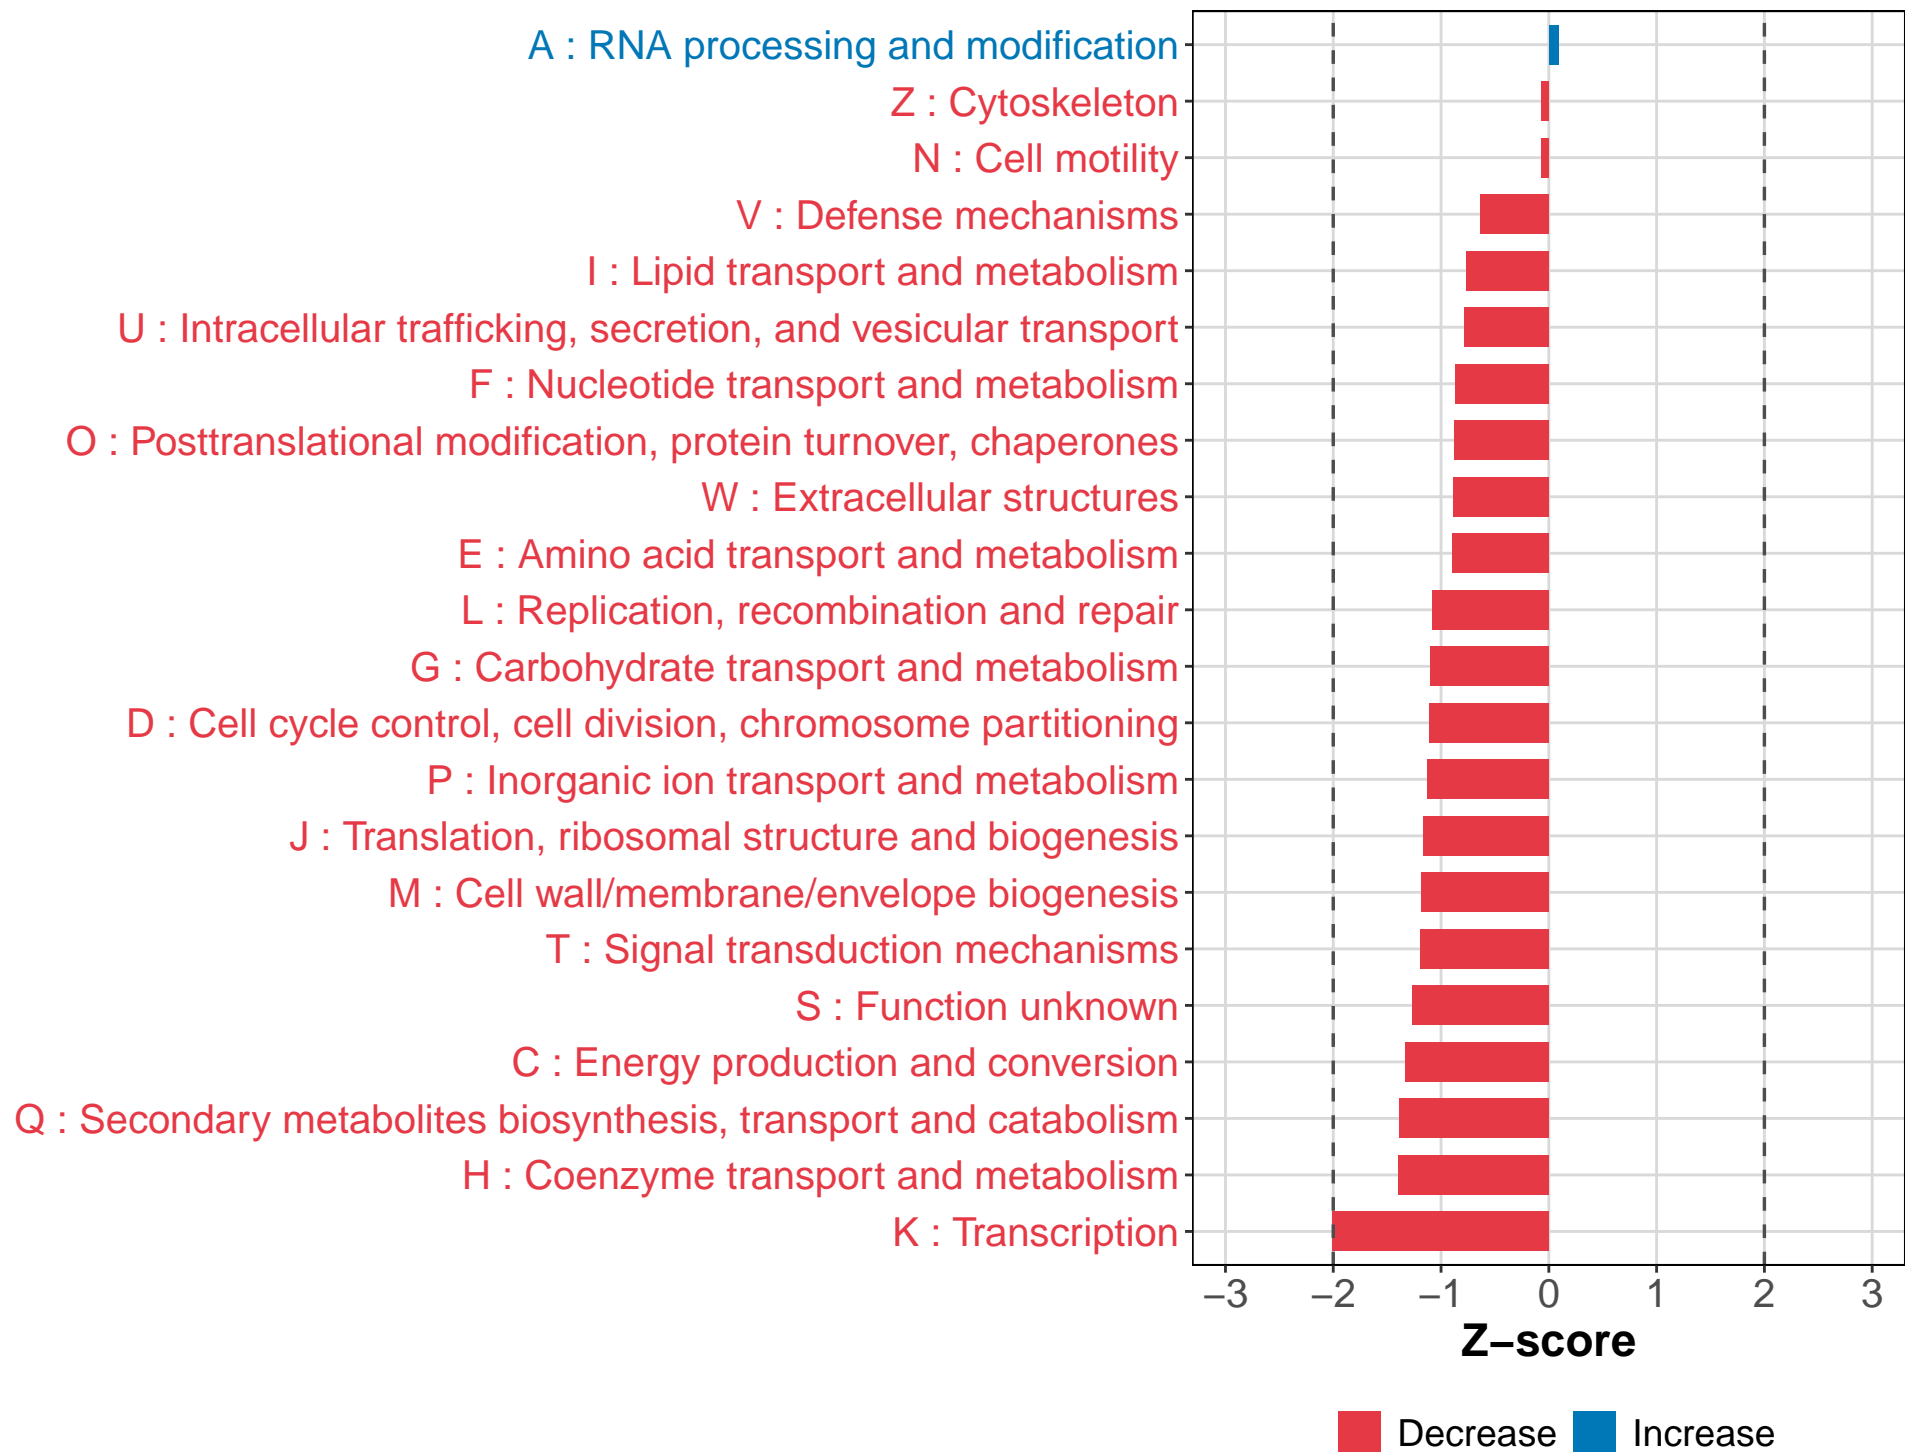 A : RNA processing and modification
Z : Cytoskeleton
N : Cell motility
V : Defense mechanisms
I : Lipid transport and metabolism
U : Intracellular trafficking, secretion, and vesicular transport
F : Nucleotide transport and metabolism
O : Posttranslational modification, protein turnover, chaperones
W : Extracellular structures
E : Amino acid transport and metabolism
L : Replication, recombination and repair
G : Carbohydrate transport and metabolism
D : Cell cycle control, cell division, chromosome partitioning
P : Inorganic ion transport and metabolism
J : Translation, ribosomal structure and biogenesis
M : Cell wall/membrane/envelope biogenesis
T : Signal transduction mechanisms
S : Function unknown
C : Energy production and conversion
Q : Secondary metabolites biosynthesis, transport and catabolism
H : Coenzyme transport and metabolism
K : Transcription
−3 −2 −1 0 1 2 3
Z−score
Decrease Increase